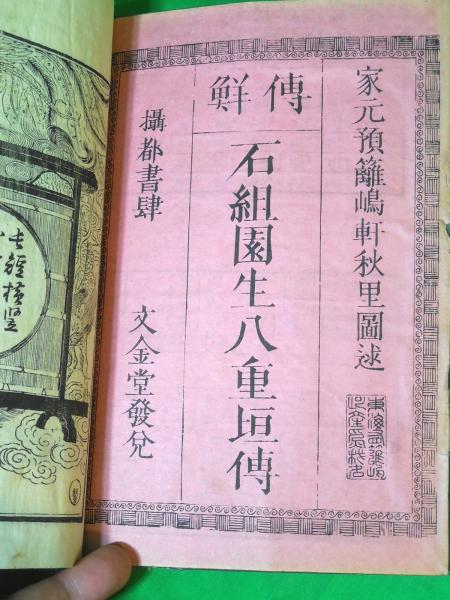 家元預籬嶋軒秋里圖述
傳鮮
石組園生八重垣傳
攝都書肆
文金堂發兌